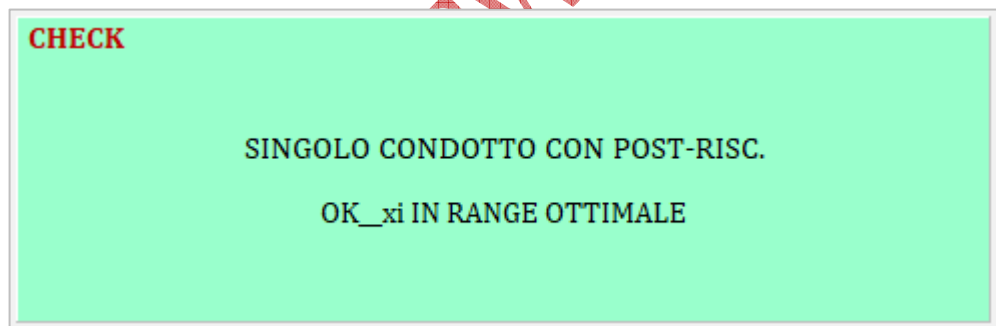 CHECK
SINGOLO CONDOTTO CON POST-RISC.
OK__xi IN RANGE OTTIMALE